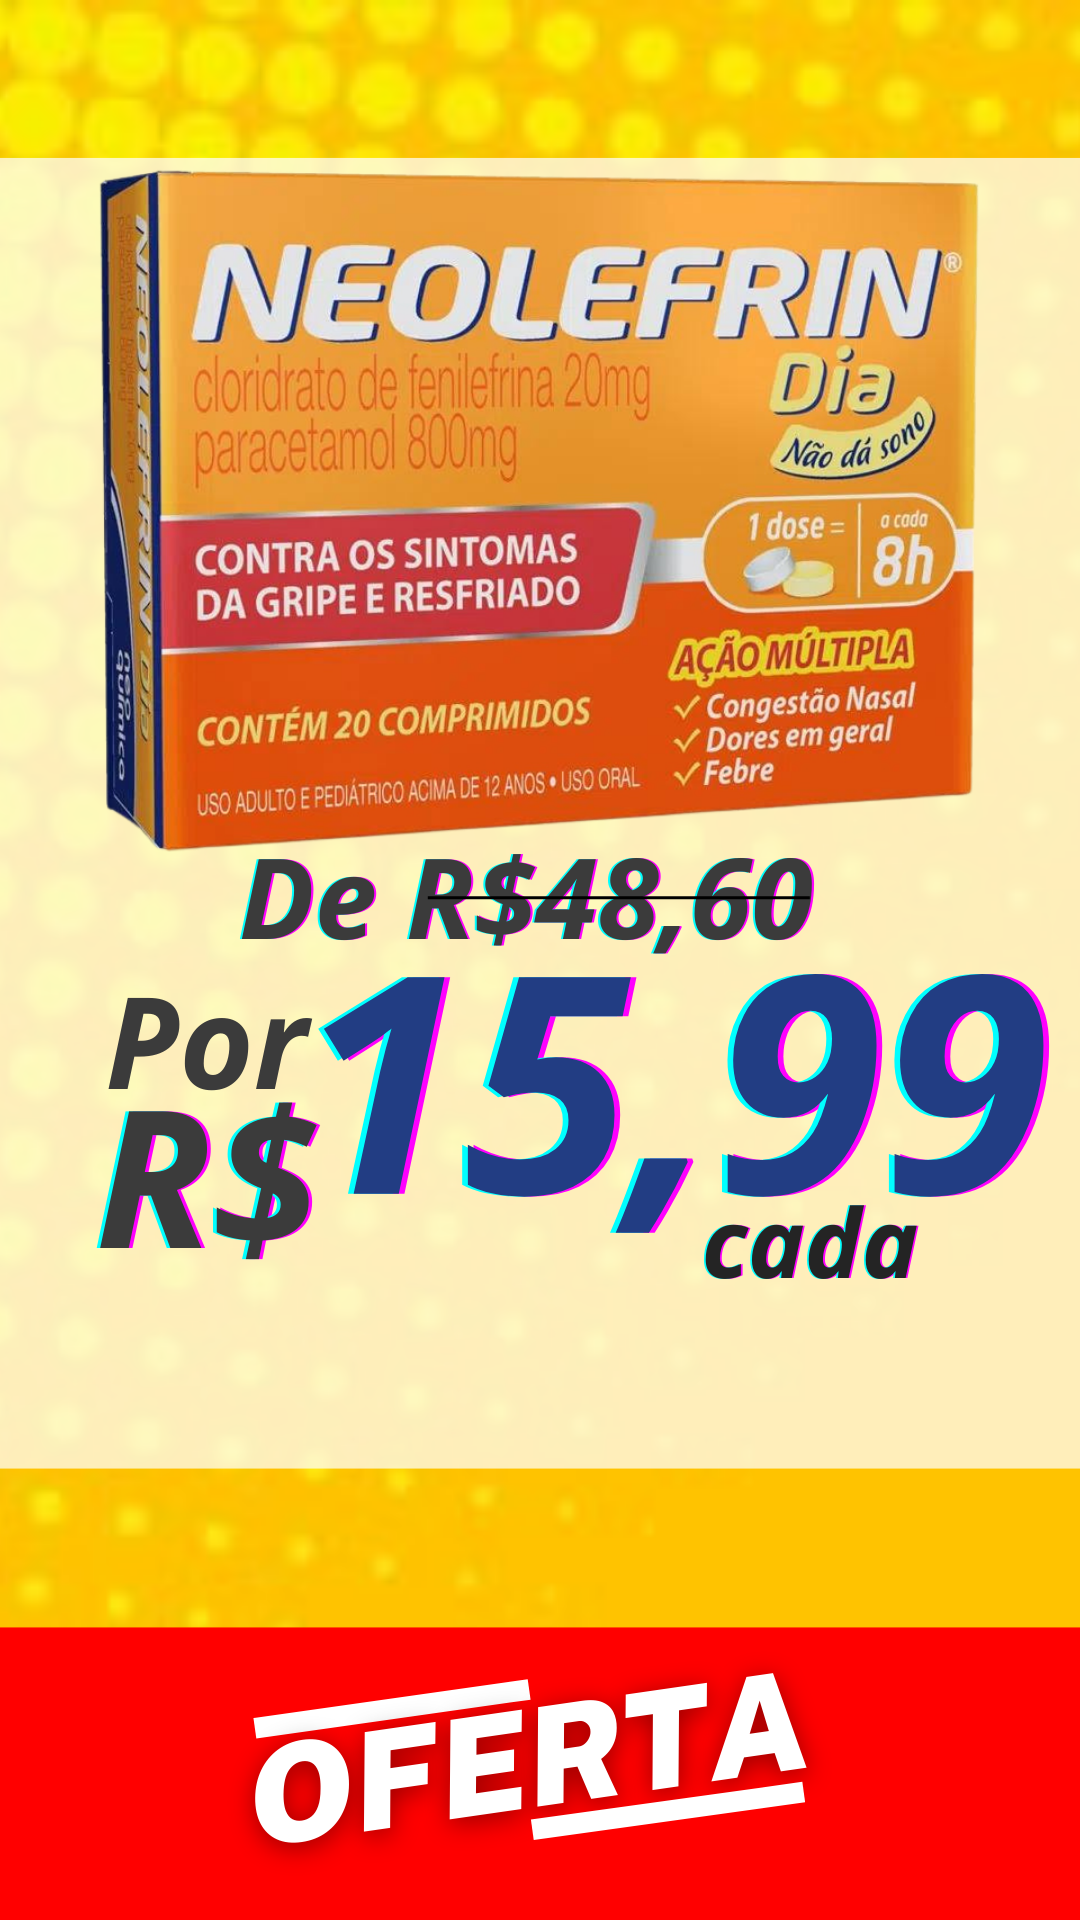 NEOLEFRIN®
cloridrato de fenilefrina 20mg
paracetamol 800mg
Dia
Não dá sono
1 dose = a cada 8h
CONTRA OS SINTOMAS
DA GRIPE E RESFRIADO
AÇÃO MÚLTIPLA
Congestão Nasal
Dores em geral
Febre
CONTÉM 20 COMPRIMIDOS
USO ADULTO E PEDIÁTRICO ACIMA DE 12 ANOS • USO ORAL
NEOLEFRIN Dia
neo química
De R$48,60
Por
R$ 15,99
cada
OFERTA